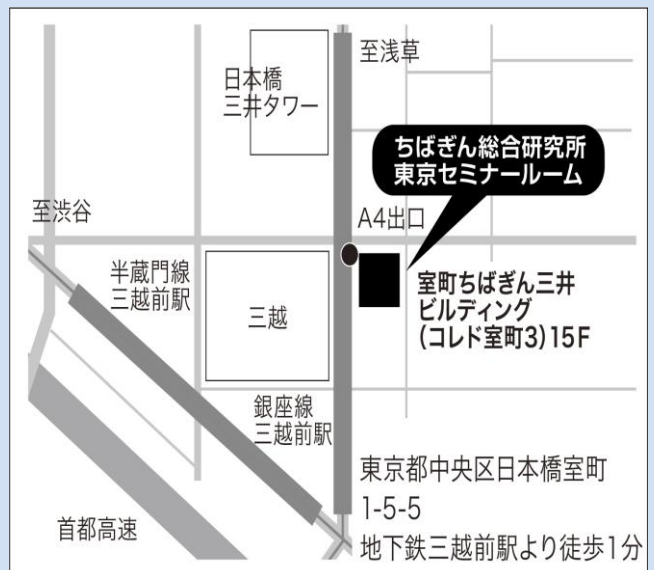 至浅草
日本橋
三井タワー
ちばぎん総合研究所
東京セミナールーム
至渋谷
A4出口
半蔵門線
三越前駅
三越
室町ちばぎん三井
ビルディング
(コレド室町3)15F
銀座線
三越前駅
東京都中央区日本橋室町
1-5-5
首都高速
地下鉄三越前駅より徒歩1分